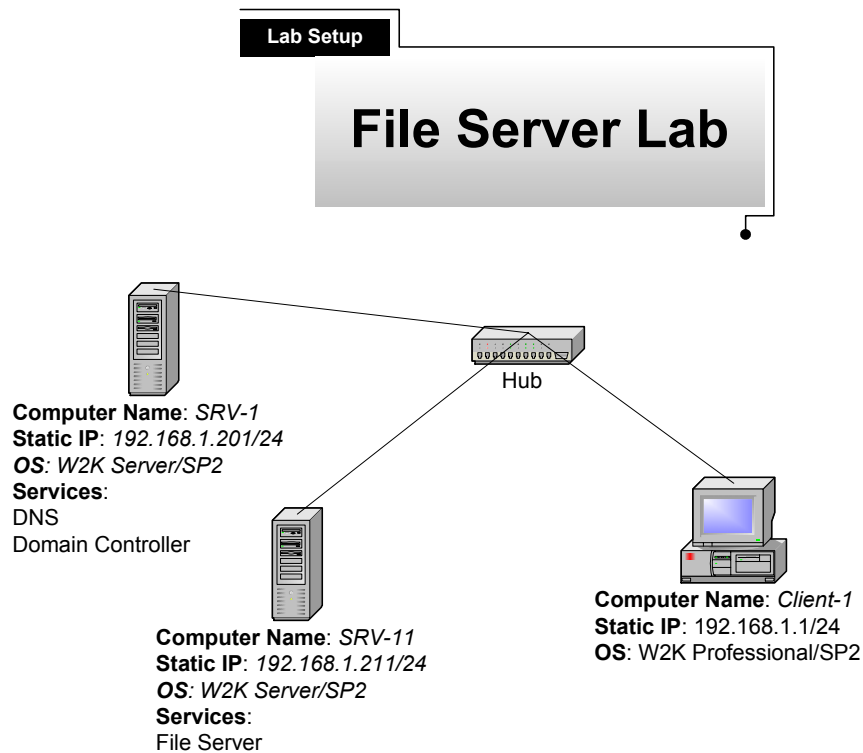 Lab Setup
File Server Lab
Hub
Computer Name: SRV-1
Static IP: 192.168.1.201/24
OS: W2K Server/SP2
Services:
DNS
Domain Controller
Computer Name: SRV-11
Static IP: 192.168.1.211/24
OS: W2K Server/SP2
Services:
File Server
Computer Name: Client-1
Static IP: 192.168.1.1/24
OS: W2K Professional/SP2